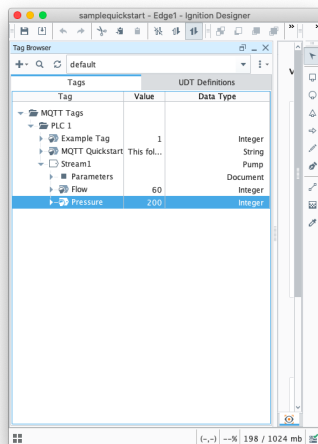 samplequickstart - Edge1 - Ignition Designer
Tag Browser
default
Tags UDT Definitions
Tag Value Data Type
MQTT Tags
PLC 1
Example Tag 1 Integer
MQTT Quickstart This fol... String
Stream1 Pump
Parameters Document
Flow 60 Integer
Pressure 200 Integer
(-,-) --% 198 / 1024 mb